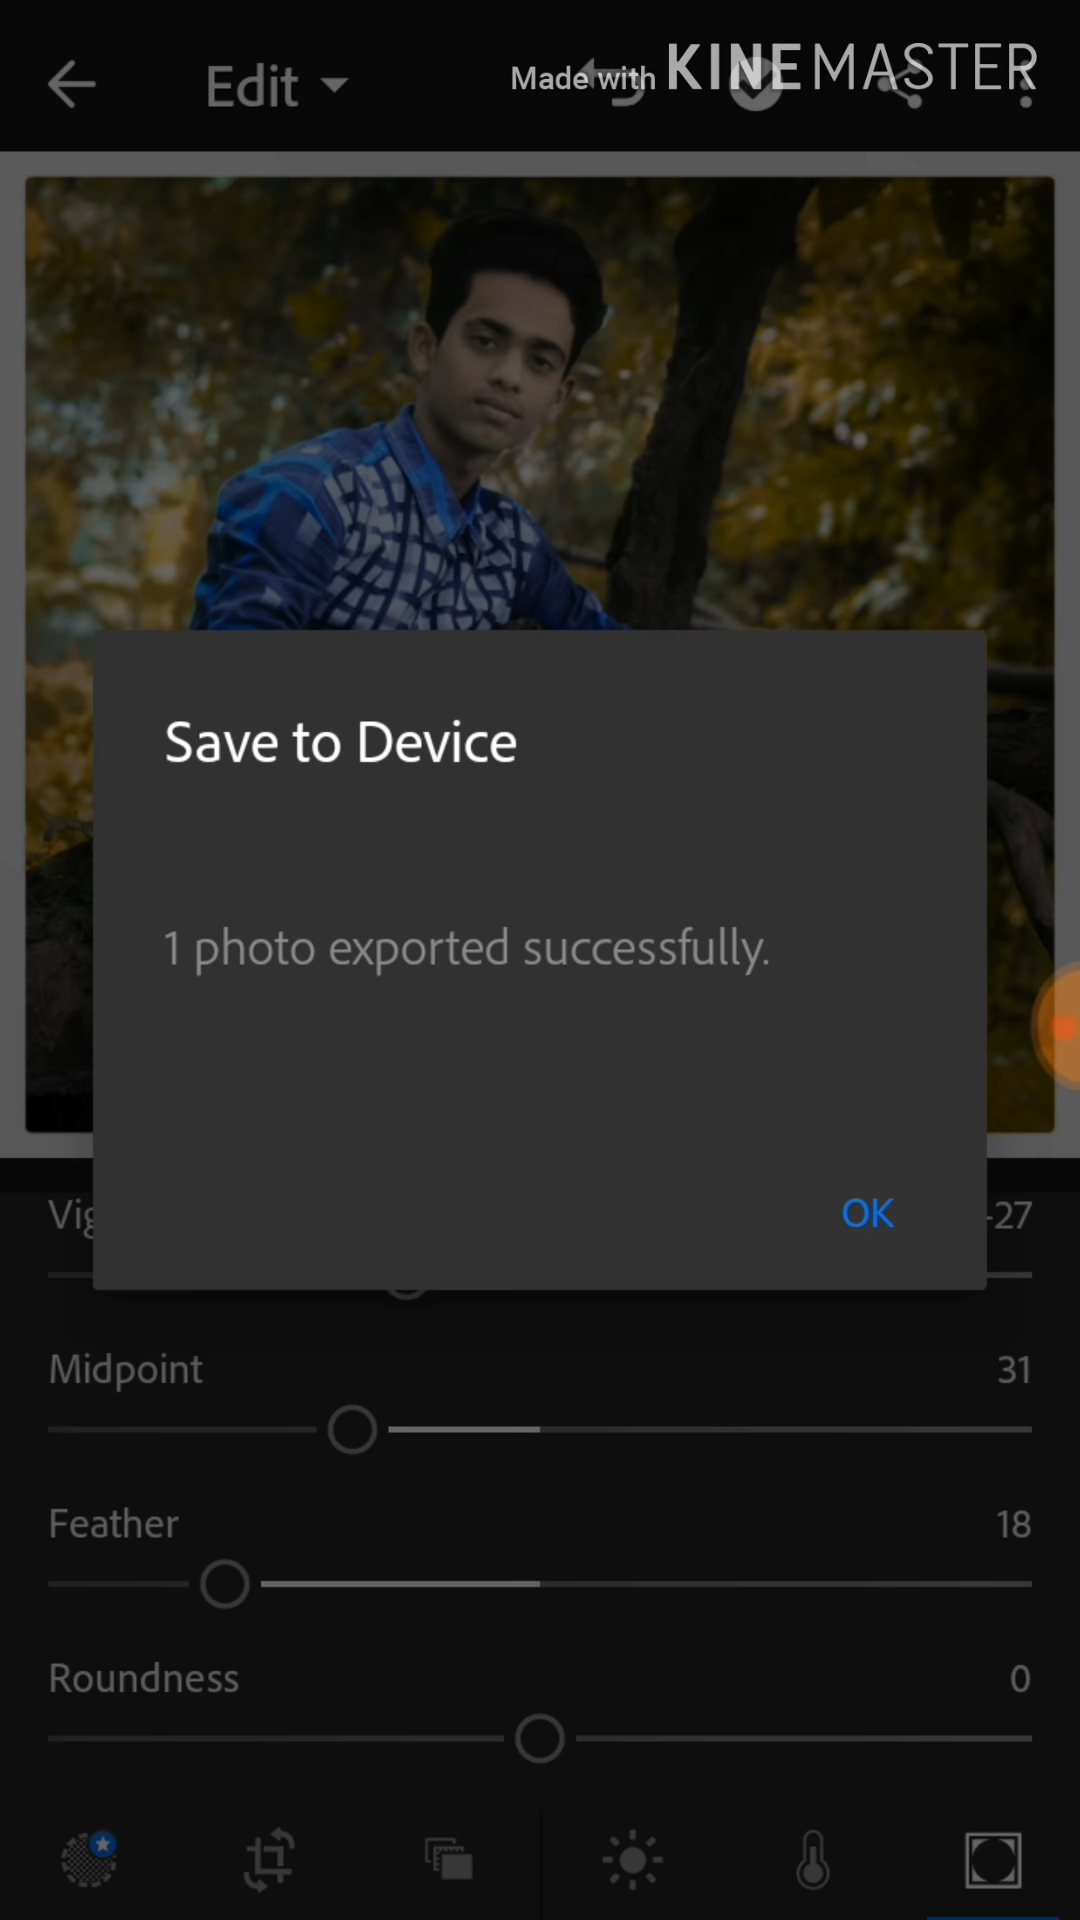 Edit
Made with KINEMASTER
Save to Device
1 photo exported successfully.
OK
Vig
-27
Midpoint
31
Feather
18
Roundness
0